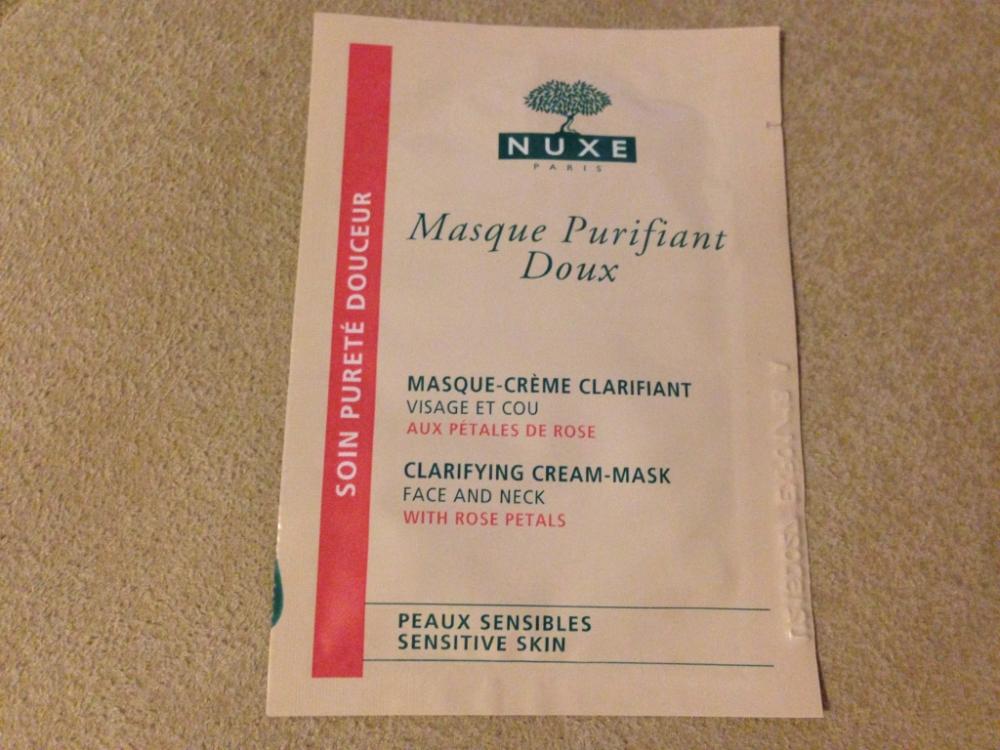 NUXE
PARIS
Masque Purifiant
Doux
SOIN PURETÉ DOUCEUR
MASQUE-CRÈME CLARIFIANT
VISAGE ET COU
AUX PÉTALES DE ROSE
CLARIFYING CREAM-MASK
FACE AND NECK
WITH ROSE PETALS
PEAUX SENSIBLES
SENSITIVE SKIN